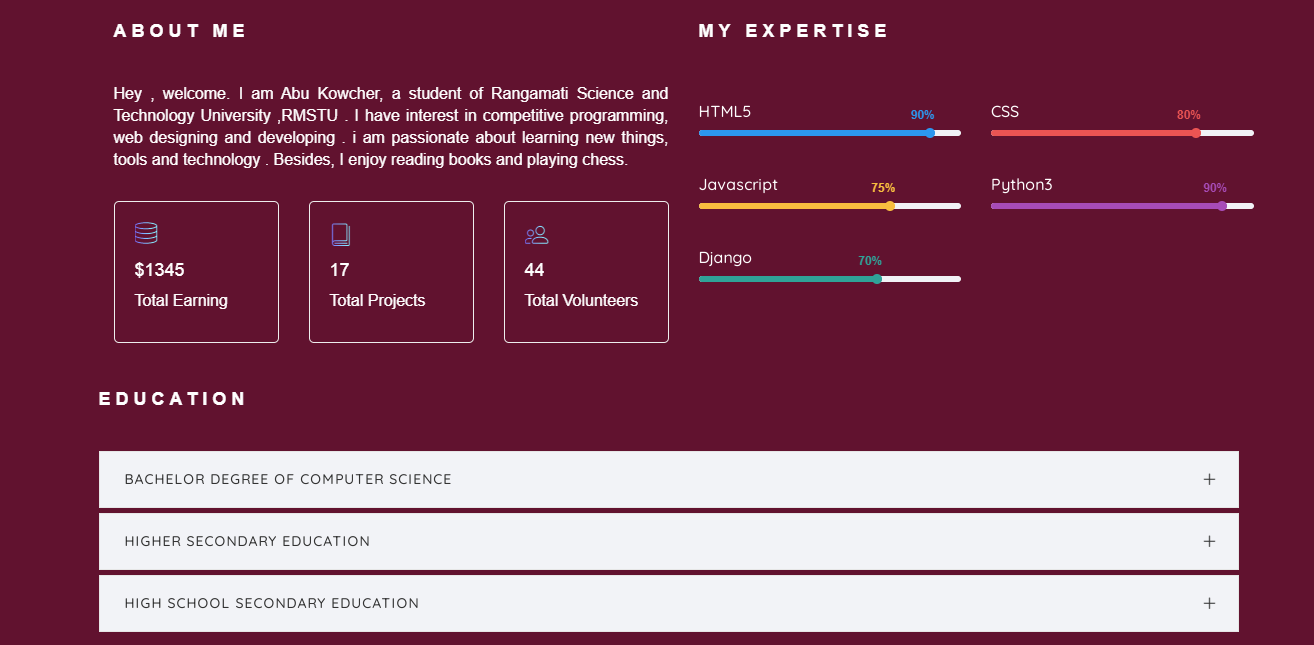 ABOUT ME
Hey , welcome. I am Abu Kowcher, a student of Rangamati Science and
Technology University ,RMSTU . I have interest in competitive programming,
web designing and developing . i am passionate about learning new things,
tools and technology . Besides, I enjoy reading books and playing chess.
$1345
Total Earning
17
Total Projects
44
Total Volunteers
MY EXPERTISE
HTML5
90%
CSS
80%
Javascript
75%
Python3
90%
Django
70%
EDUCATION
BACHELOR DEGREE OF COMPUTER SCIENCE
HIGHER SECONDARY EDUCATION
HIGH SCHOOL SECONDARY EDUCATION